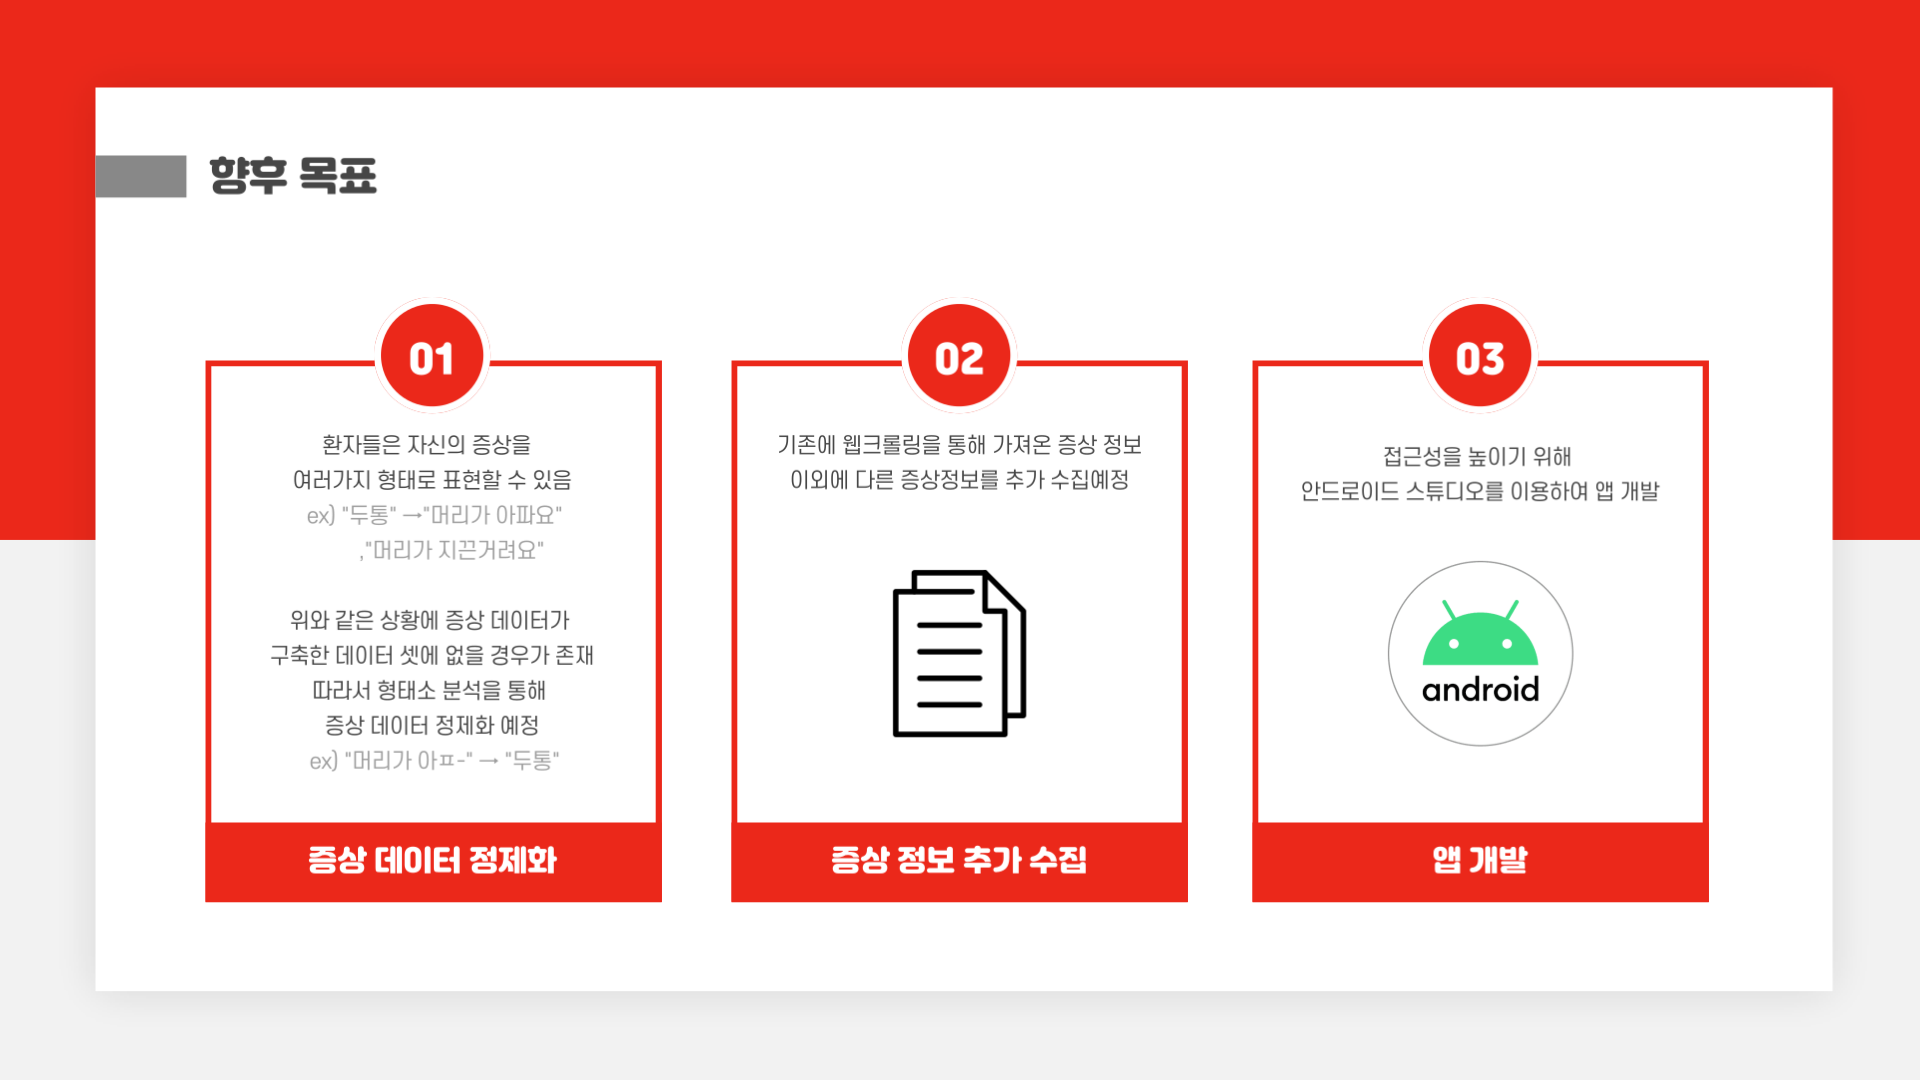 향후 목표
01
환자들은 자신의 증상을
여러가지 형태로 표현할 수 있음
ex) "두통" →"머리가 아파요"
,"머리가 지끈거려요"
위와 같은 상황에 증상 데이터가
구축한 데이터 셋에 없을 경우가 존재
따라서 형태소 분석을 통해
증상 데이터 정제화 예정
ex) "머리가 아ㅍ-" → "두통"
증상 데이터 정제화
02
기존에 웹크롤링을 통해 가져온 증상 정보
이외에 다른 증상정보를 추가 수집예정
증상 정보 추가 수집
03
접근성을 높이기 위해
안드로이드 스튜디오를 이용하여 앱 개발
android
앱 개발